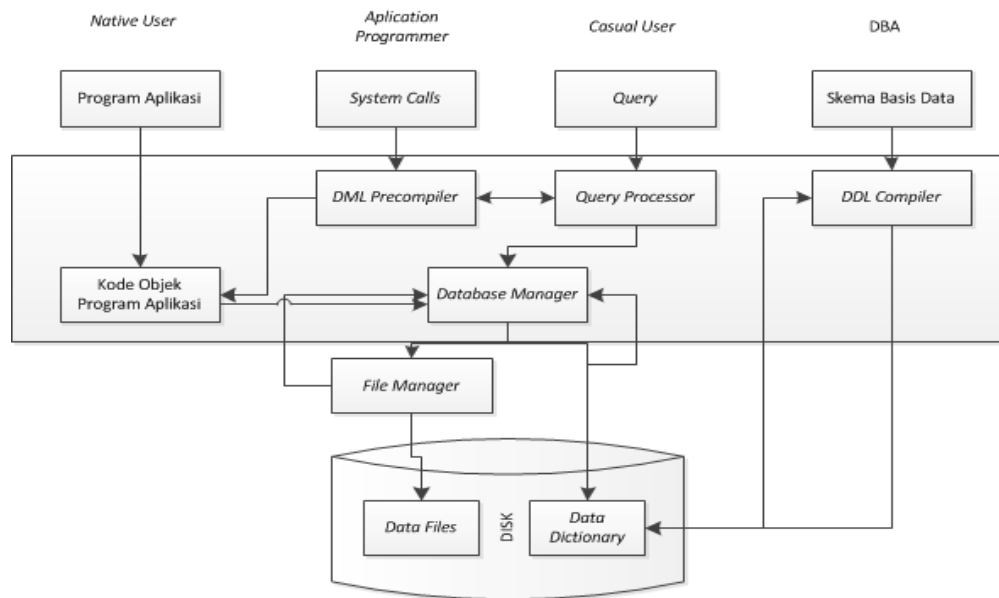 Native User
Aplication
Programmer
Casual User
DBA
Program Aplikasi
System Calls
Query
Skema Basis Data
DML Precompiler
Query Processor
DDL Compiler
Kode Objek
Program Aplikasi
Database Manager
File Manager
Data Files
DISK
Data
Dictionary